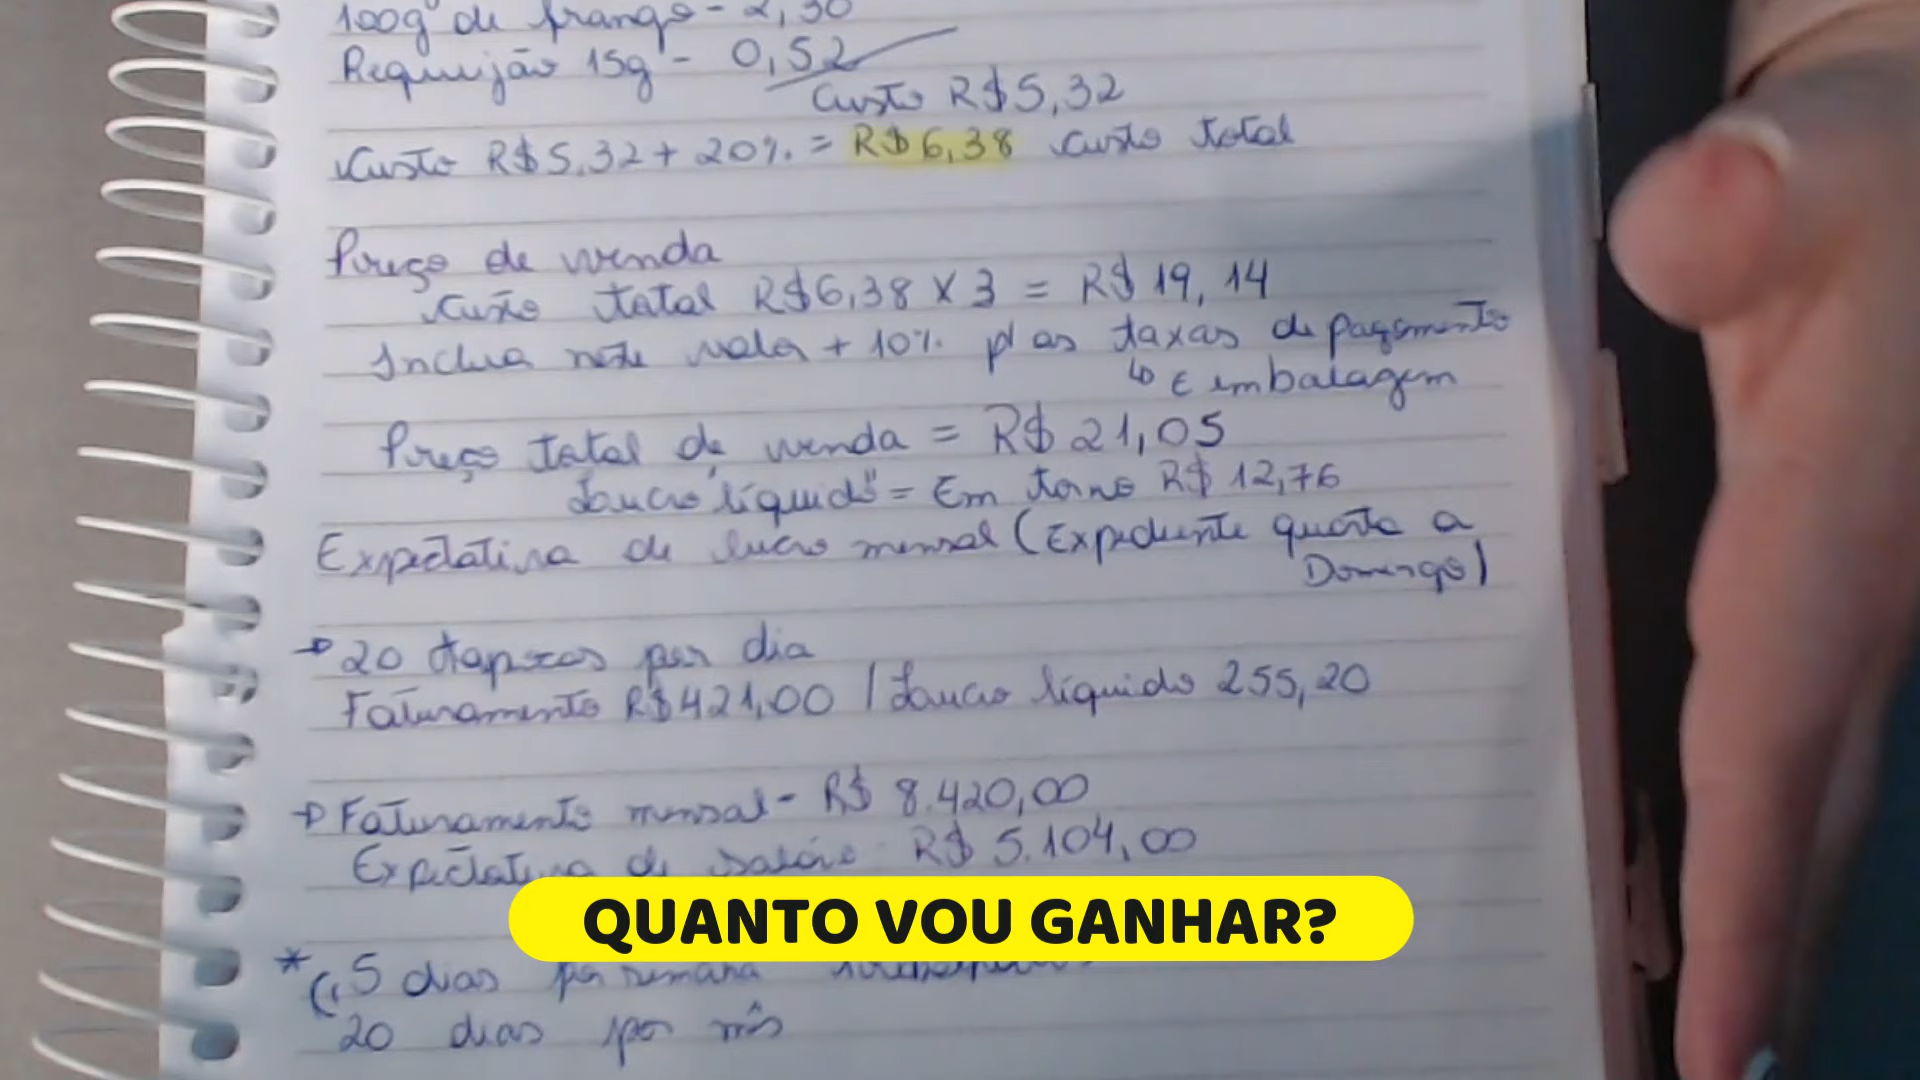 100g de frango - 2,50
Requeijão 15g - 0,52
Custo R$5,32
Custo R$5,32 + 20% = R$6,38 custo total
Preço de venda
Custo total R$6,38 X 3 = R$ 19,14
Inclua neste valor + 10% p/ as taxas de pagamento
↳ E embalagem
Preço total de venda = R$ 21,05
Lucro "líquido" = Em torno R$ 12,76
Expectativa de lucro mensal (Expediente quarta a
Domingo)
→ 20 tapiocas por dia
Faturamento R$421,00 / Lucro líquido 255,20
→ Faturamento mensal - R$ 8.420,00
Expectativa de salário R$ 5.104,00
QUANTO VOU GANHAR?
* 5 dias por semana
20 dias por mês